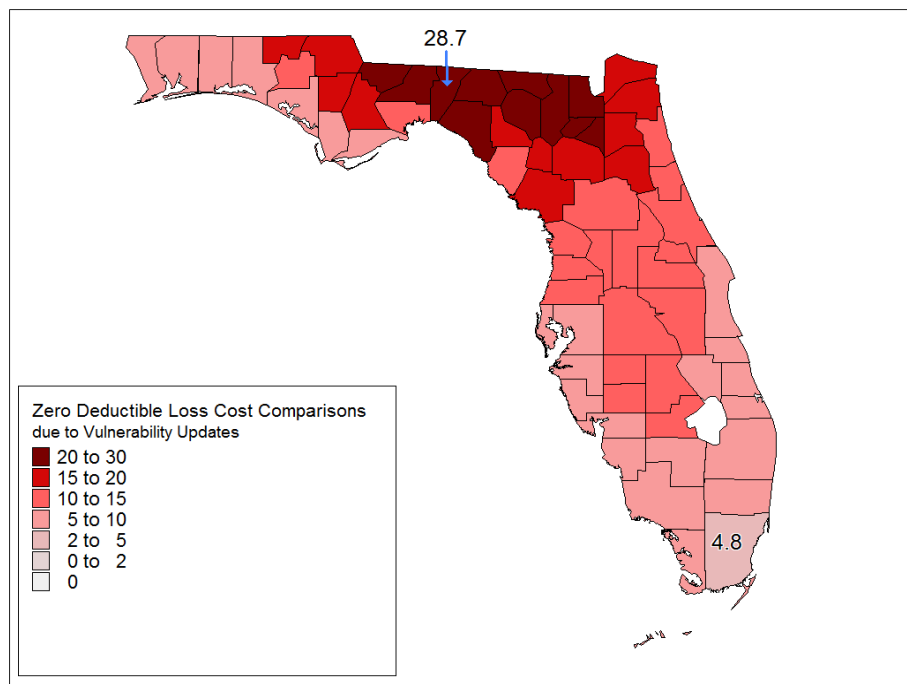 28.7
4.8
Zero Deductible Loss Cost Comparisons
due to Vulnerability Updates
20 to 30
15 to 20
10 to 15
5 to 10
2 to 5
0 to 2
0